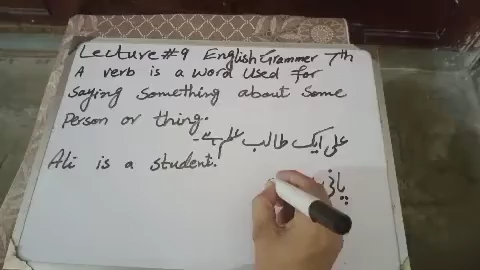 Lecture #9 English Grammer 7th
A verb is a word used for
saying something about some
person or thing.
علی ایک طالب علم ہے۔
Ali is a student.
پانی